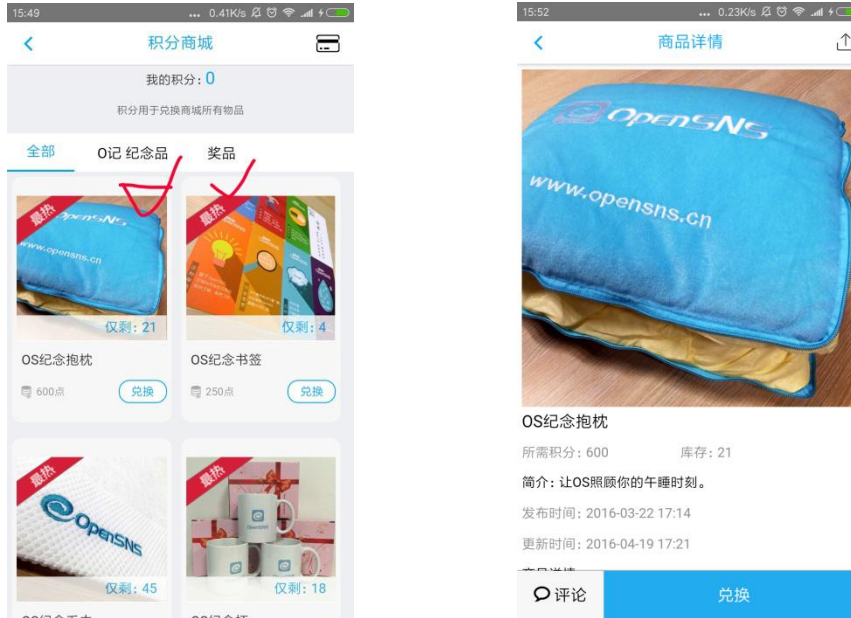 15:49
... 0.41K/s
积分商城
我的积分: 0
积分用于兑换商城所有物品
全部
O记 纪念品
奖品
最热
OpenSNS
www.opensns.cn
仅剩: 21
最热
仅剩: 4
OS纪念抱枕
OS纪念书签
600点
兑换
250点
兑换
最热
OpenSNS
仅剩: 45
最热
仅剩: 18
15:52
... 0.23K/s
商品详情
OpenSNS
www.opensns.cn
OS纪念抱枕
所需积分: 600
库存: 21
简介: 让OS照顾你的午睡时刻。
发布时间: 2016-03-22 17:14
更新时间: 2016-04-19 17:21
评论
兑换